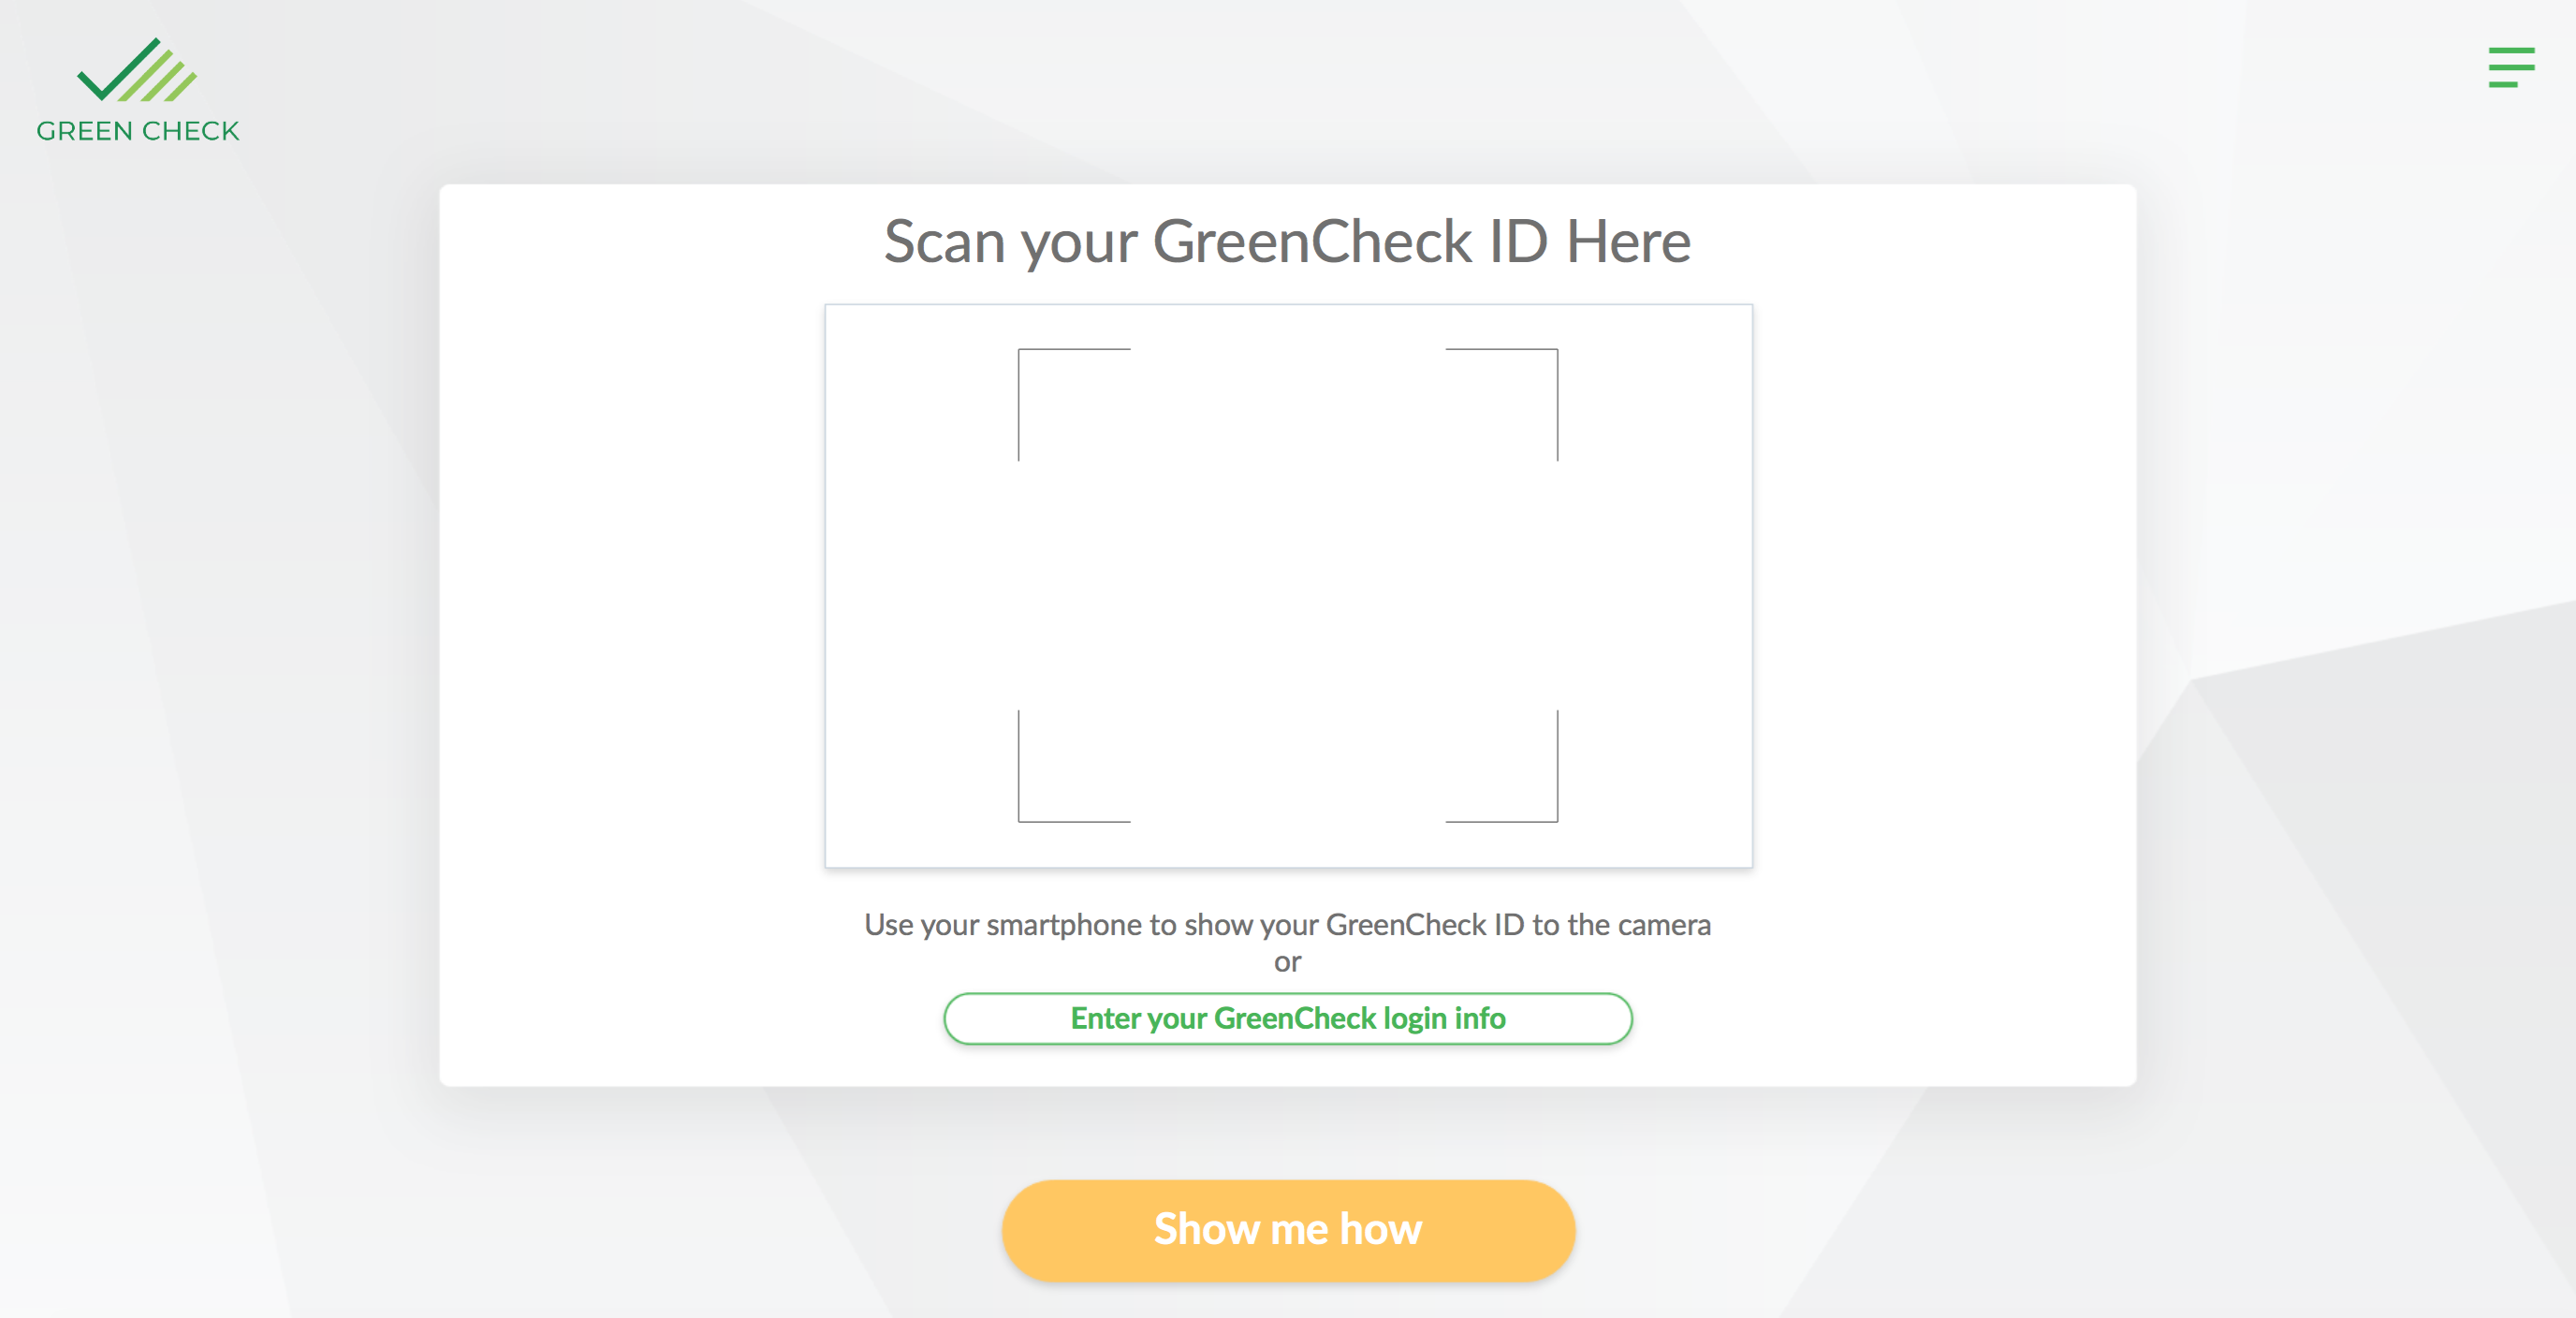 GREEN CHECK
Scan your GreenCheck ID Here
Use your smartphone to show your GreenCheck ID to the camera
or
Enter your GreenCheck login info
Show me how